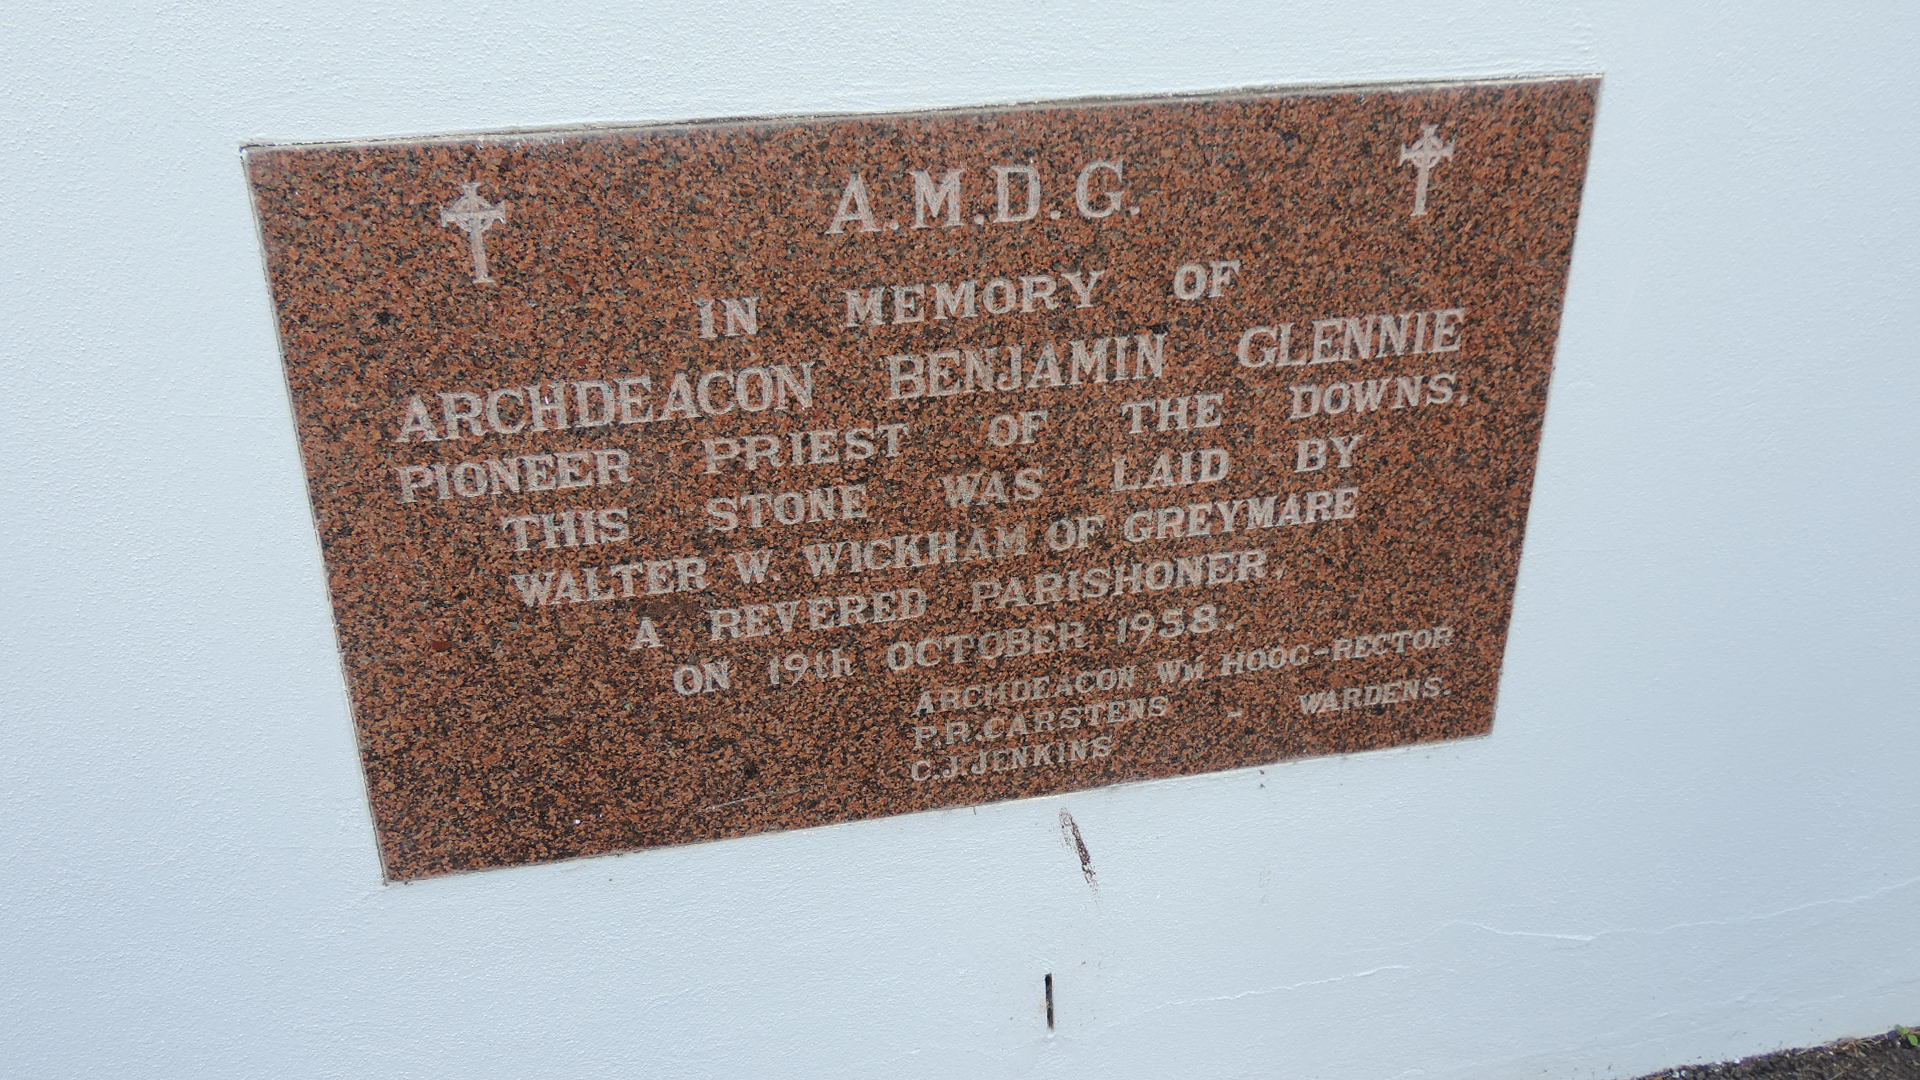 A.M.D.G.
IN MEMORY OF
ARCHDEACON BENJAMIN GLENNIE
PIONEER PRIEST OF THE DOWNS.
THIS STONE WAS LAID BY
WALTER W. WICKHAM OF GREYMARE
A REVERED PARISHONER.
ON 19th OCTOBER 1958.
ARCHDEACON WM HOOG-RECTOR
P.R.CARSTENS - WARDENS.
C.J.JENKINS